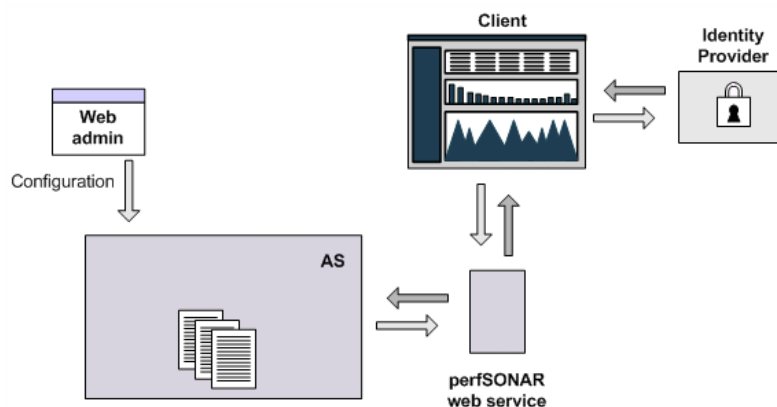 Client
Identity
Provider
Web
admin
Configuration
AS
perfSONAR
web service